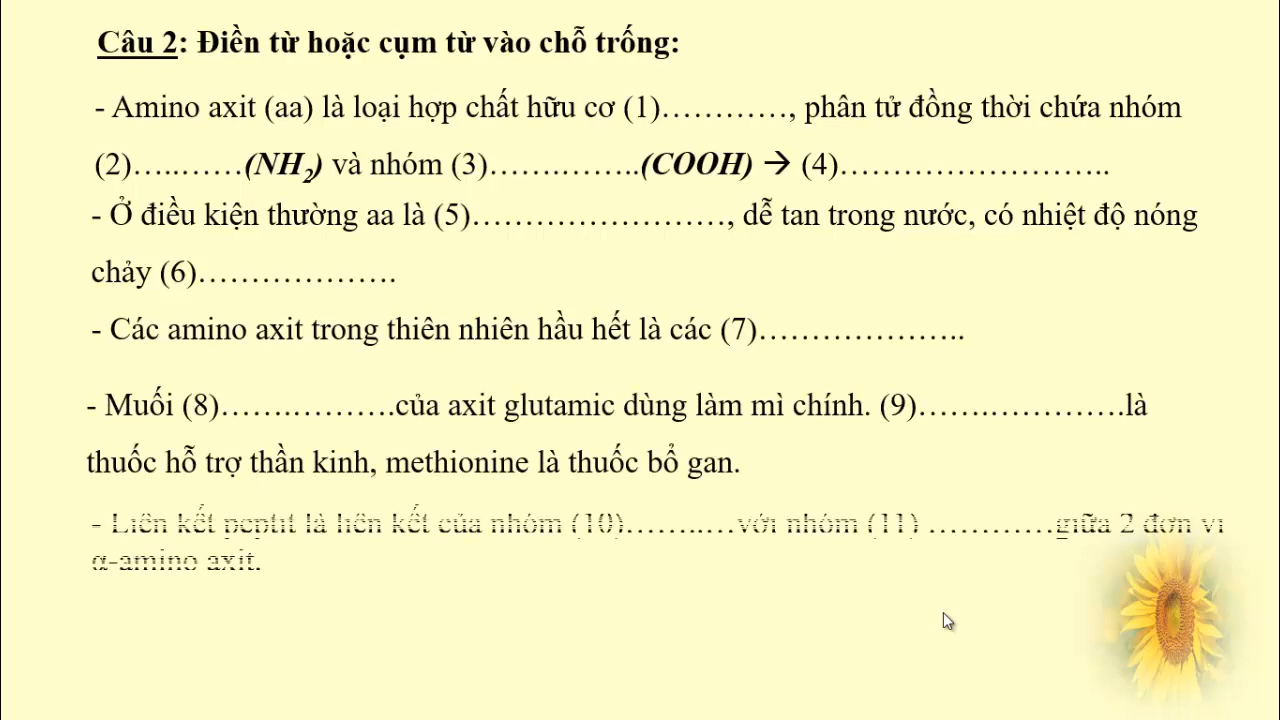 Câu 2: Điền từ hoặc cụm từ vào chỗ trống:
- Amino axit (aa) là loại hợp chất hữu cơ (1)…………, phân tử đồng thời chứa nhóm
(2)…..……(NH2) và nhóm (3)…….……..(COOH) → (4)……………………..
- Ở điều kiện thường aa là (5)……………………, dễ tan trong nước, có nhiệt độ nóng
chảy (6)……………….
- Các amino axit trong thiên nhiên hầu hết là các (7)………………..
- Muối (8)…….……….của axit glutamic dùng làm mì chính. (9)…….………….là
thuốc hỗ trợ thần kinh, methionine là thuốc bổ gan.
- Liên kết peptit là liên kết của nhóm (10)……..…với nhóm (11) …………giữa 2 đơn vị
α-amino axit.